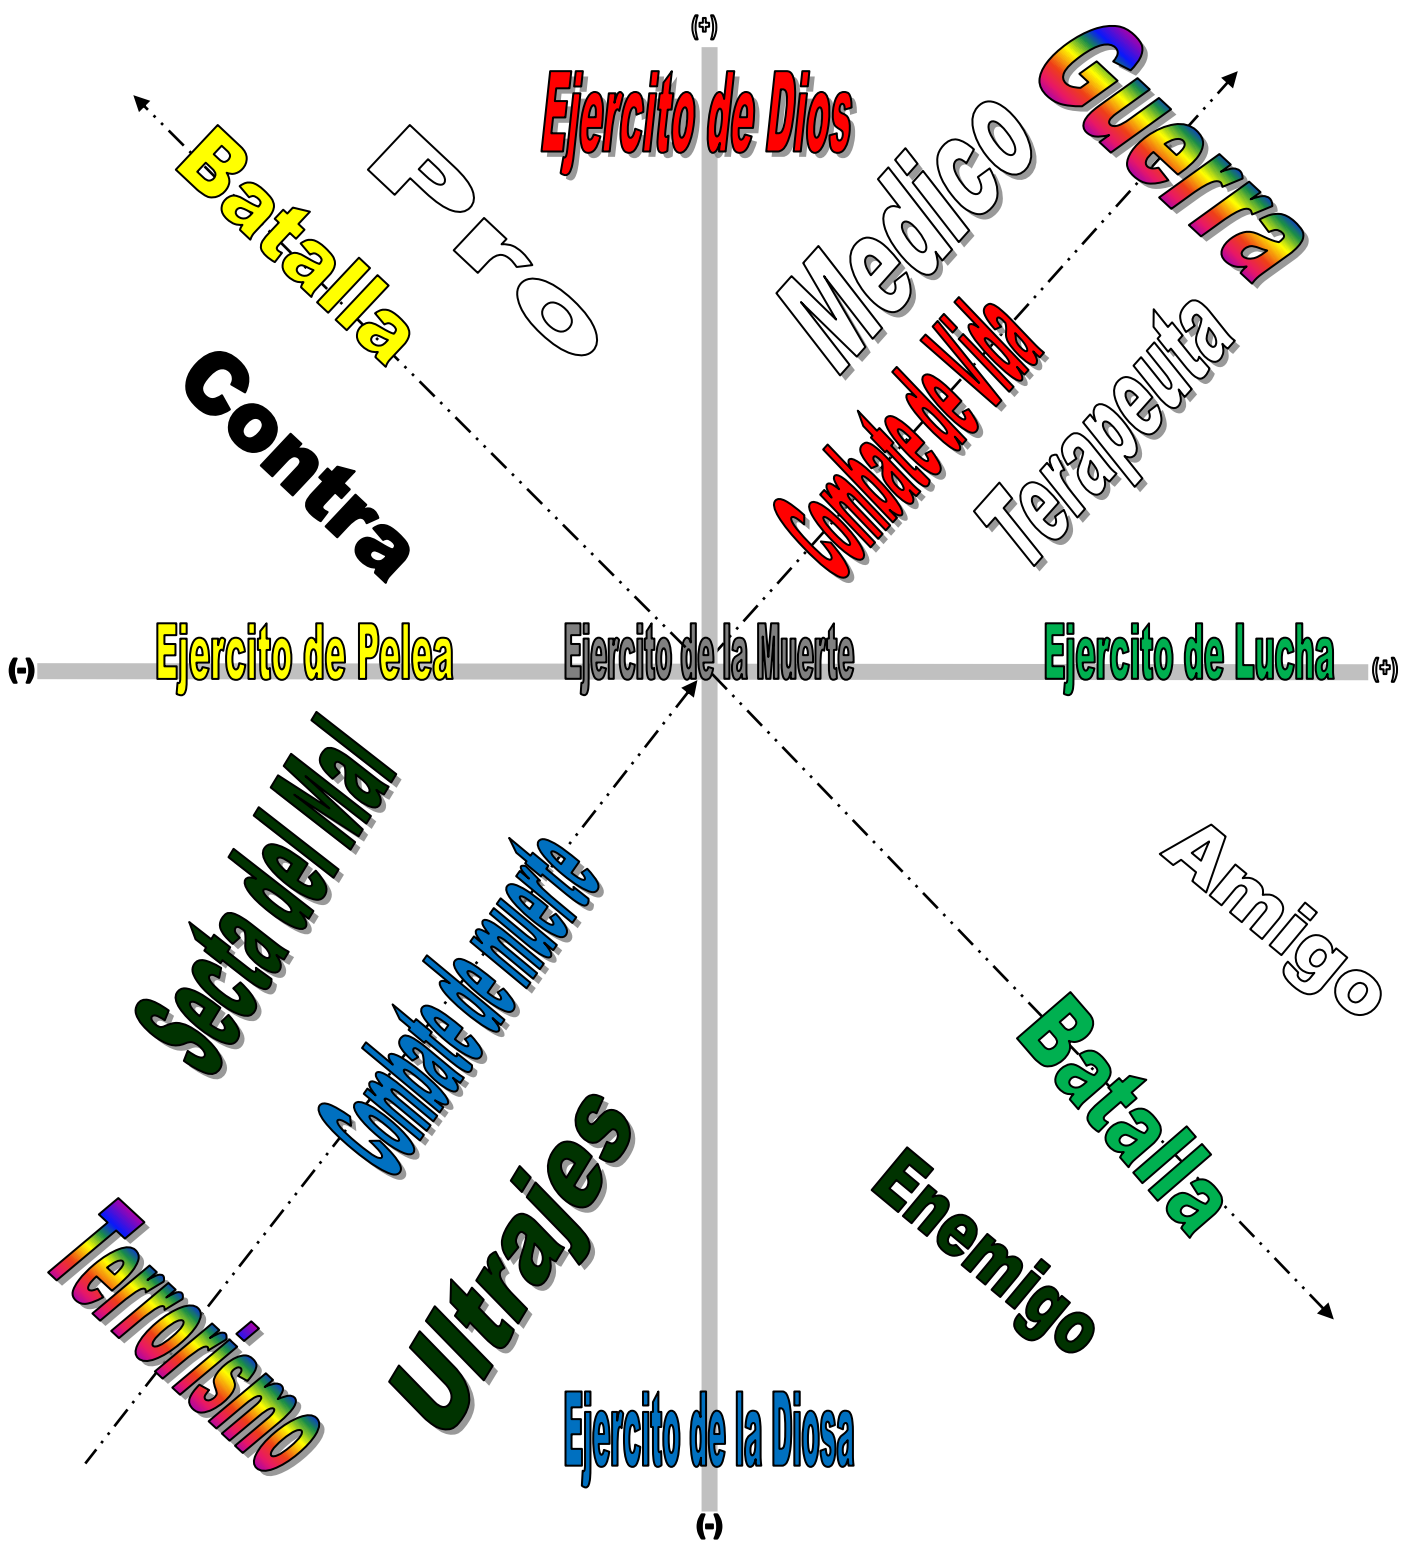 (+)
Ejercito de Dios
Guerra
Batalla
Pro
Medico
Combate de Vida
Terapeuta
Contra
(-)
Ejercito de Pelea
Ejercito de la Muerte
Ejercito de Lucha
(+)
Secta del Mal
Combate de muerte
Amigo
Batalla
Enemigo
Ultrajes
Terrorismo
Ejercito de la Diosa
(-)